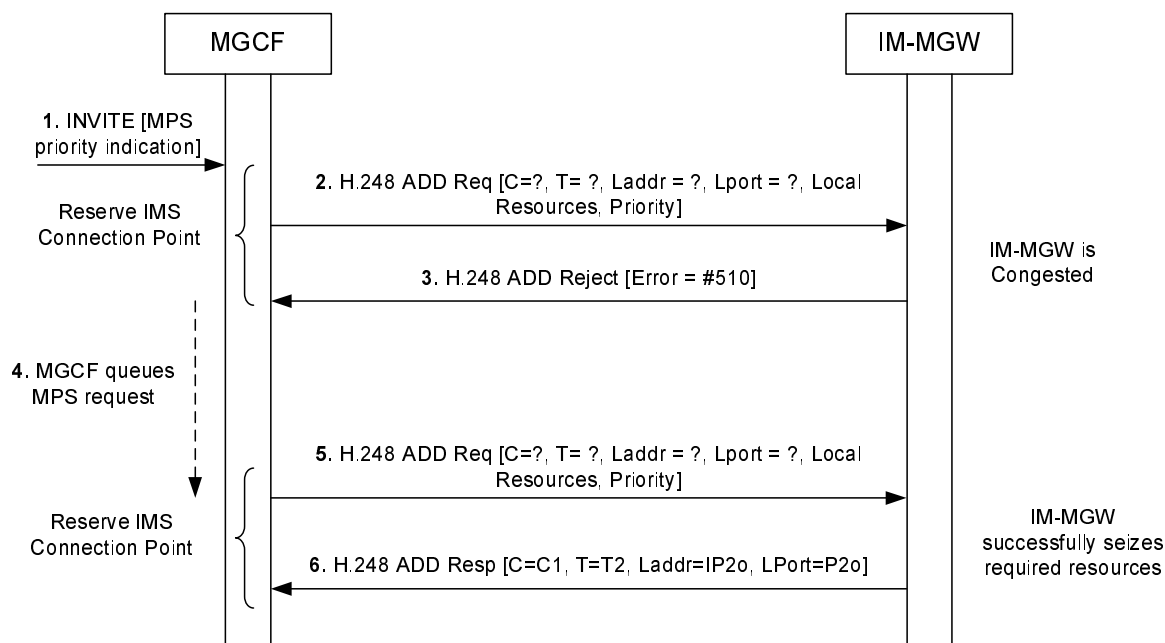 MGCF
IM-MGW
1. INVITE [MPS
priority indication]
2. H.248 ADD Req [C=?, T= ?, Laddr = ?, Lport = ?, Local
Resources, Priority]
Reserve IMS
Connection Point
IM-MGW is
Congested
3. H.248 ADD Reject [Error = #510]
4. MGCF queues
MPS request
5. H.248 ADD Req [C=?, T= ?, Laddr = ?, Lport = ?, Local
Resources, Priority]
Reserve IMS
Connection Point
IM-MGW
successfully seizes
required resources
6. H.248 ADD Resp [C=C1, T=T2, Laddr=IP2o, LPort=P2o]